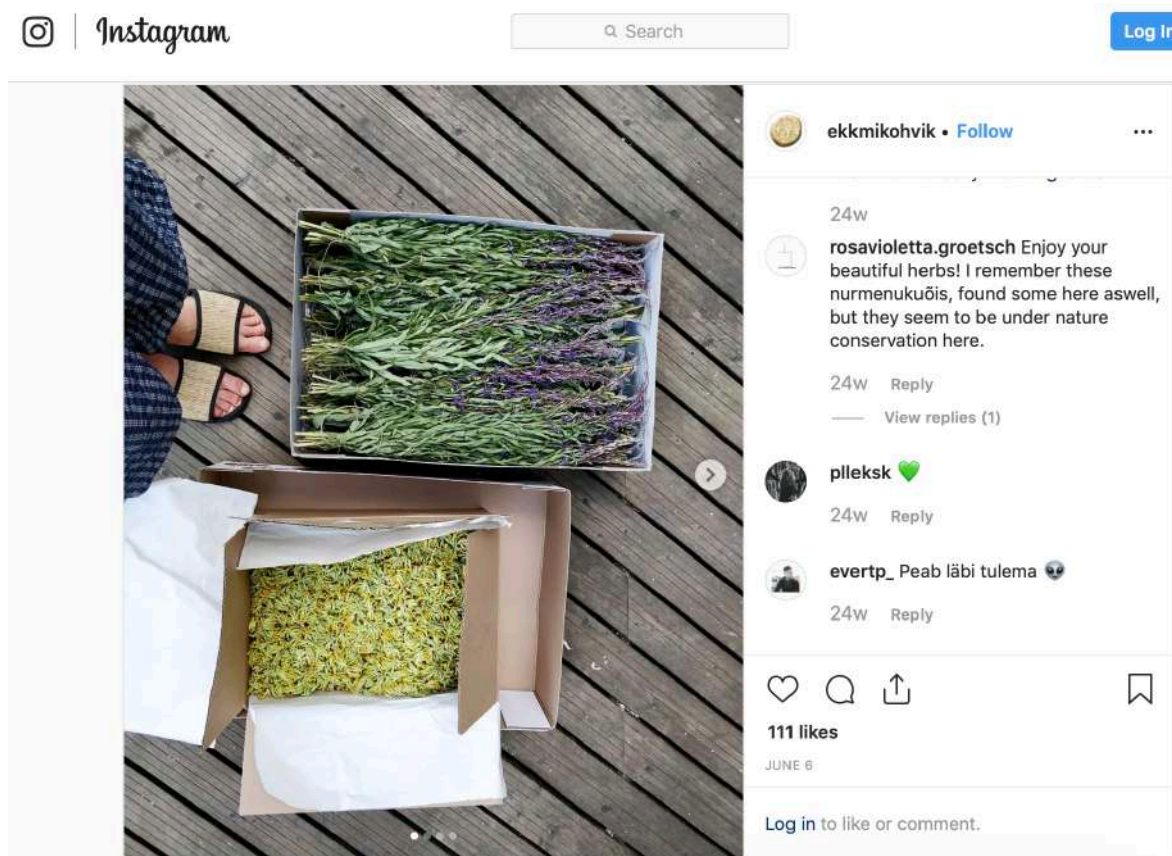 Instagram
Search
Log In
ekkmikohvik • Follow
24w
rosavioletta.groetsch Enjoy your
beautiful herbs! I remember these
nurmenukuõis, found some here aswell,
but they seem to be under nature
conservation here.
24w Reply
View replies (1)
plleksk 💚
24w Reply
evertp_ Peab läbi tulema 👽
24w Reply
111 likes
JUNE 6
Log in to like or comment.